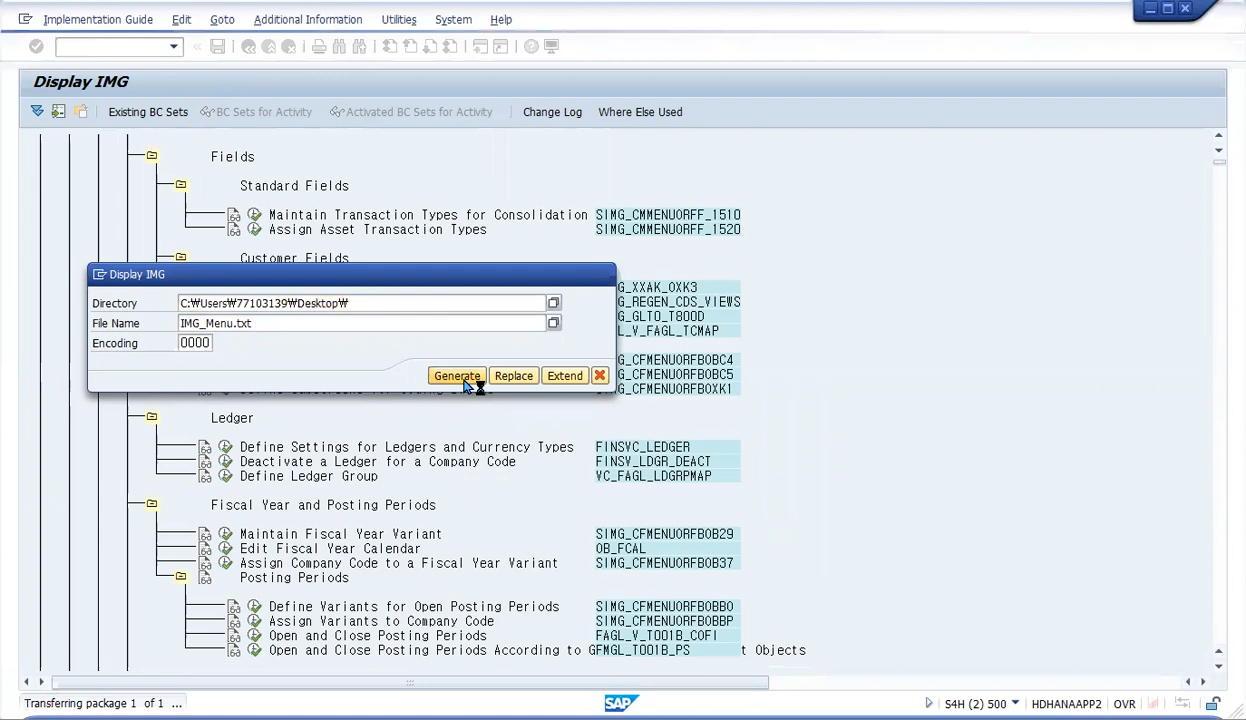 Implementation Guide Edit Goto Additional Information Utilities System Help
Display IMG
Existing BC Sets BC Sets for Activity Activated BC Sets for Activity Change Log Where Else Used
Fields
Standard Fields
Maintain Transaction Types for Consolidation SIMG_CMMENUORFF_1510
Assign Asset Transaction Types SIMG_CMMENUORFF_1520
Customer Fields
Display IMG
Directory C:₩Users₩77103139₩Desktop₩
File Name IMG_Menu.txt
Encoding 0000
Generate Replace Extend
G_XXAK_OXK3
G_REGEN_CDS_VIEWS
G_GLTO_T800D
L_V_FAGL_TCMAP
G_CFMENUORFBOBC4
G_CFMENUORFBOBC5
G_CFMENUORFBOXK1
Ledger
Define Settings for Ledgers and Currency Types FINSVC_LEDGER
Deactivate a Ledger for a Company Code FINSV_LDGR_DEACT
Define Ledger Group VC_FAGL_LDGRPMAP
Fiscal Year and Posting Periods
Maintain Fiscal Year Variant SIMG_CFMENUORFBOB29
Edit Fiscal Year Calendar OB_FCAL
Assign Company Code to a Fiscal Year Variant SIMG_CFMENUORFBOB37
Posting Periods
Define Variants for Open Posting Periods SIMG_CFMENUORFBOBBO
Assign Variants to Company Code SIMG_CFMENUORFBOBBP
Open and Close Posting Periods FAGL_V_T001B_COFI
Open and Close Posting Periods According to GFMGL_T001B_PS t Objects
Transferring package 1 of 1 ... SAP S4H (2) 500 HDHANAAPP2 OVR